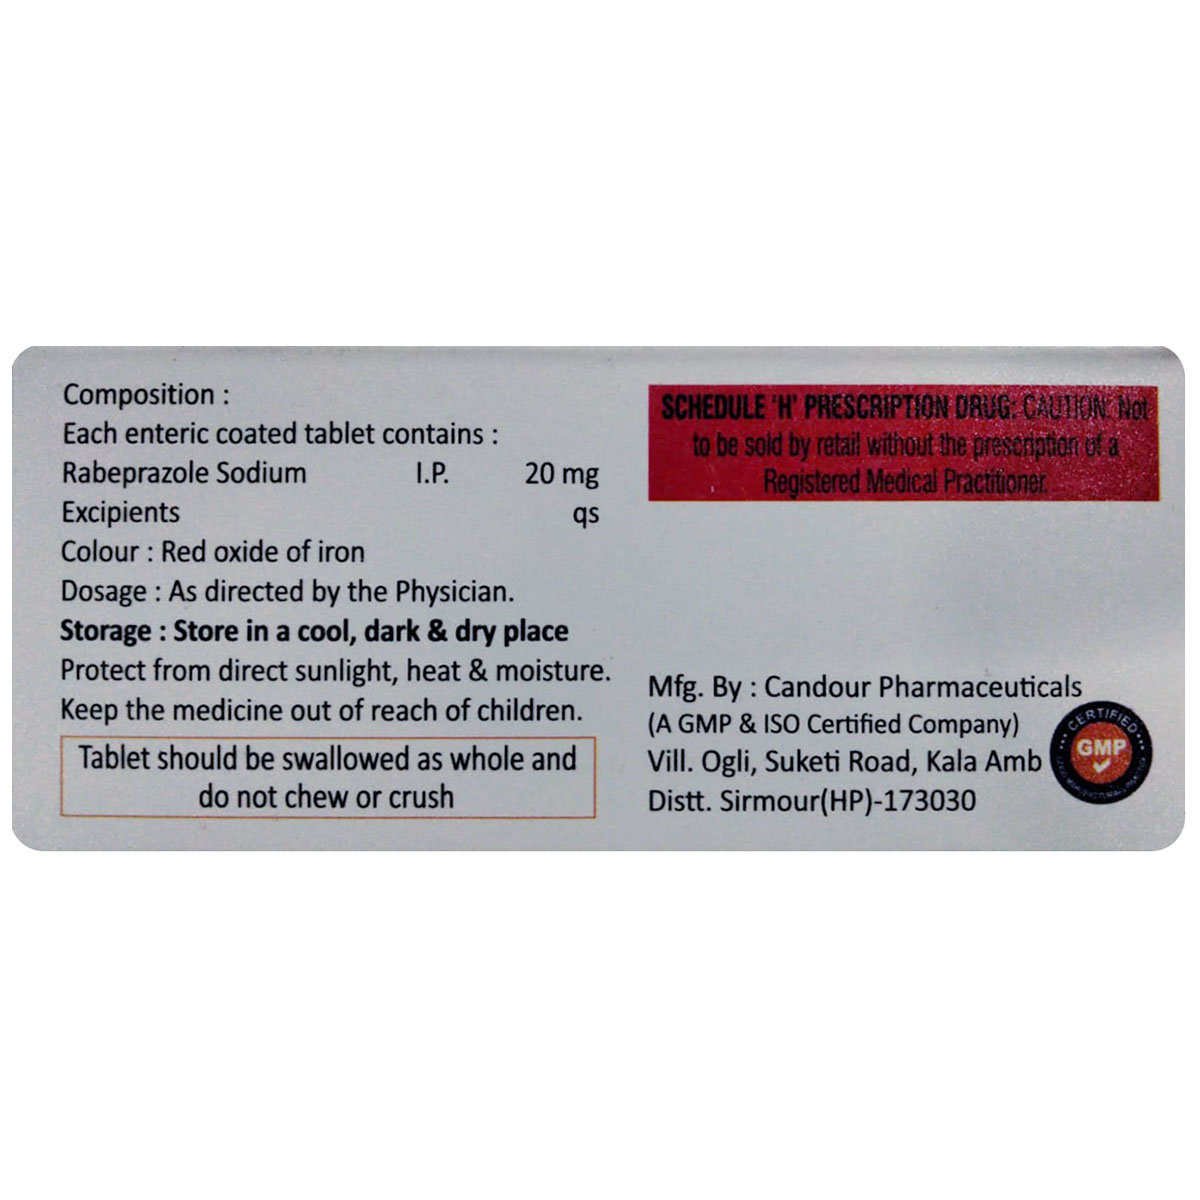 Composition :
Each enteric coated tablet contains :
Rabeprazole Sodium I.P. 20 mg
Excipients qs
Colour : Red oxide of iron
Dosage : As directed by the Physician.
Storage : Store in a cool, dark & dry place
Protect from direct sunlight, heat & moisture.
Keep the medicine out of reach of children.
Tablet should be swallowed as whole and
do not chew or crush
SCHEDULE 'H' PRESCRIPTION DRUG: CAUTION: Not
to be sold by retail without the prescription of a
Registered Medical Practitioner.
Mfg. By : Candour Pharmaceuticals
(A GMP & ISO Certified Company)
Vill. Ogli, Suketi Road, Kala Amb
Distt. Sirmour(HP)-173030
CERTIFIED
GMP